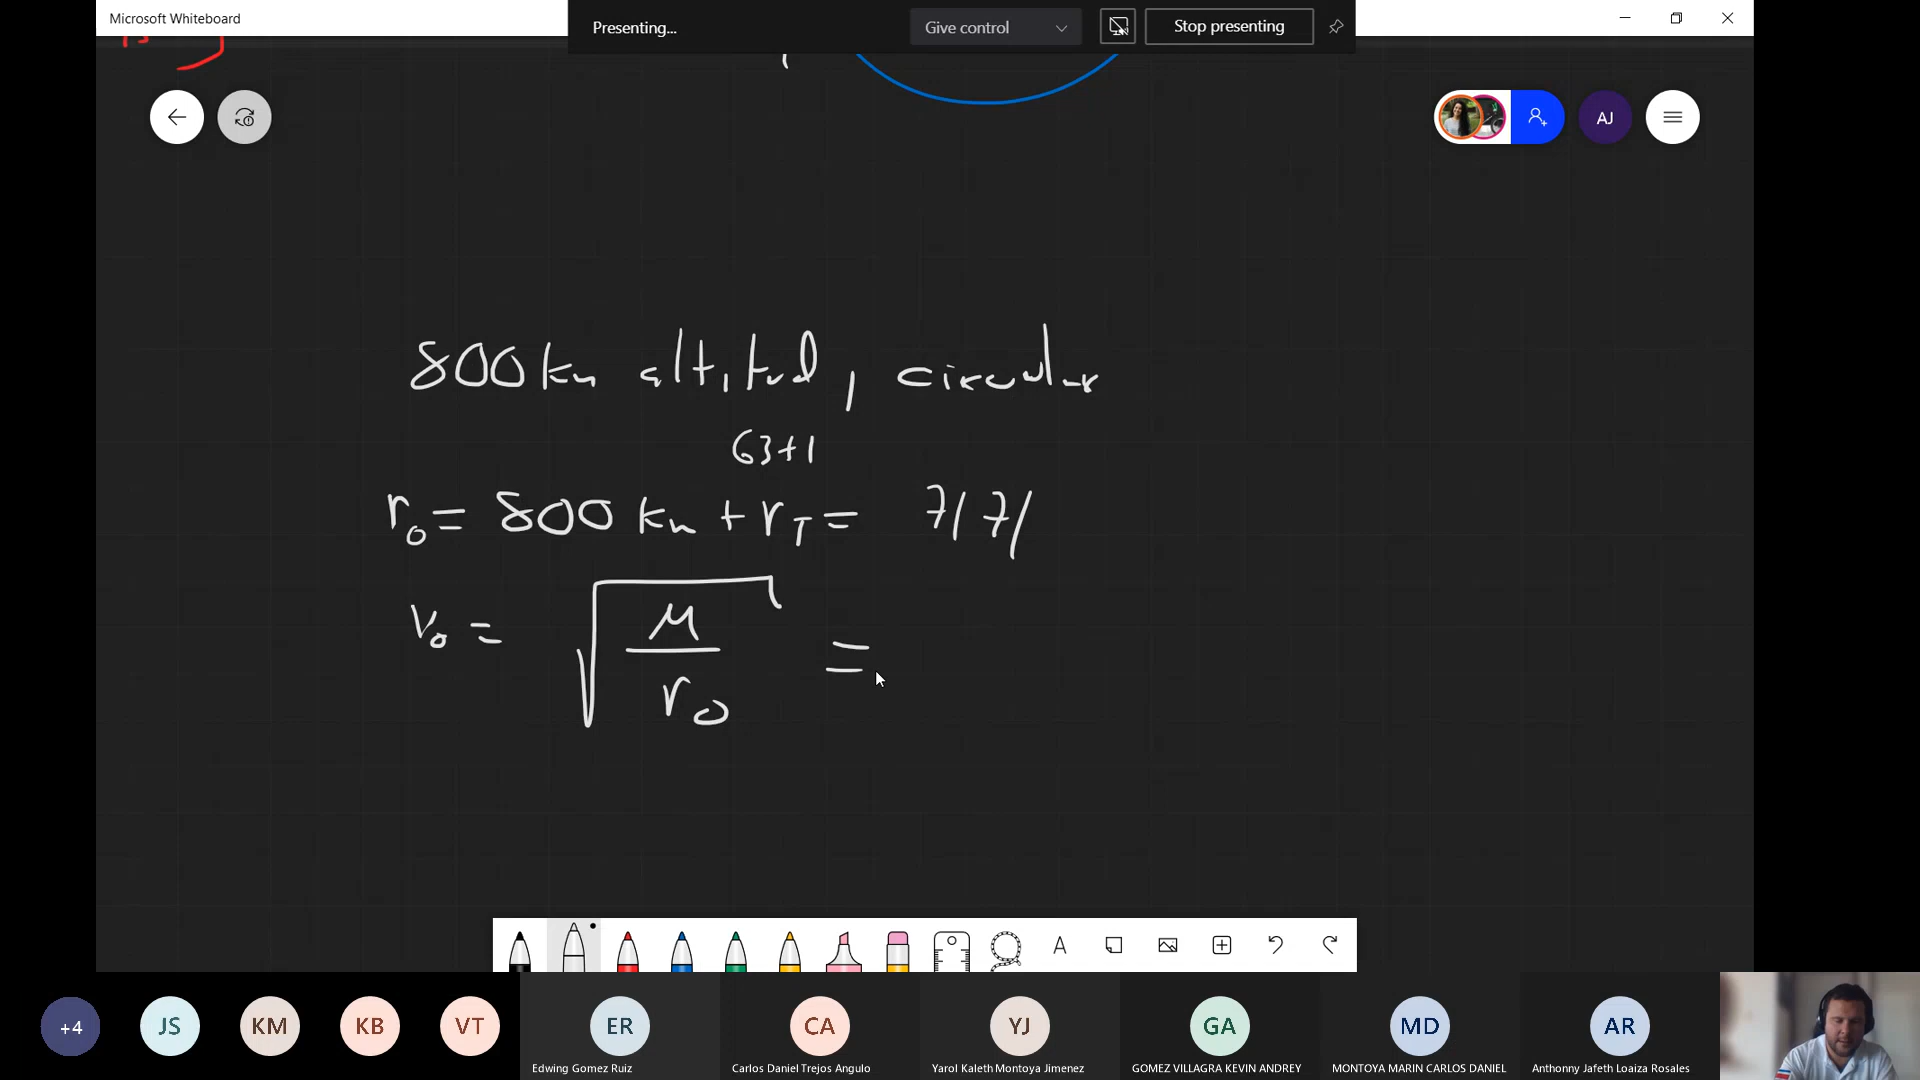 Microsoft Whiteboard
Presenting...
Give control
Stop presenting
AJ
800 km altitud, circular
6371
r₀ = 800 km + r_T = 7171
v₀ = √(μ/r₀) =
A
+4
JS
KM
KB
VT
ER
CA
YJ
GA
MD
AR
Edwing Gomez Ruiz
Carlos Daniel Trejos Angulo
Yarol Kaleth Montoya Jimenez
GOMEZ VILLAGRA KEVIN ANDREY
MONTOYA MARIN CARLOS DANIEL
Anthonny Jafeth Loaiza Rosales